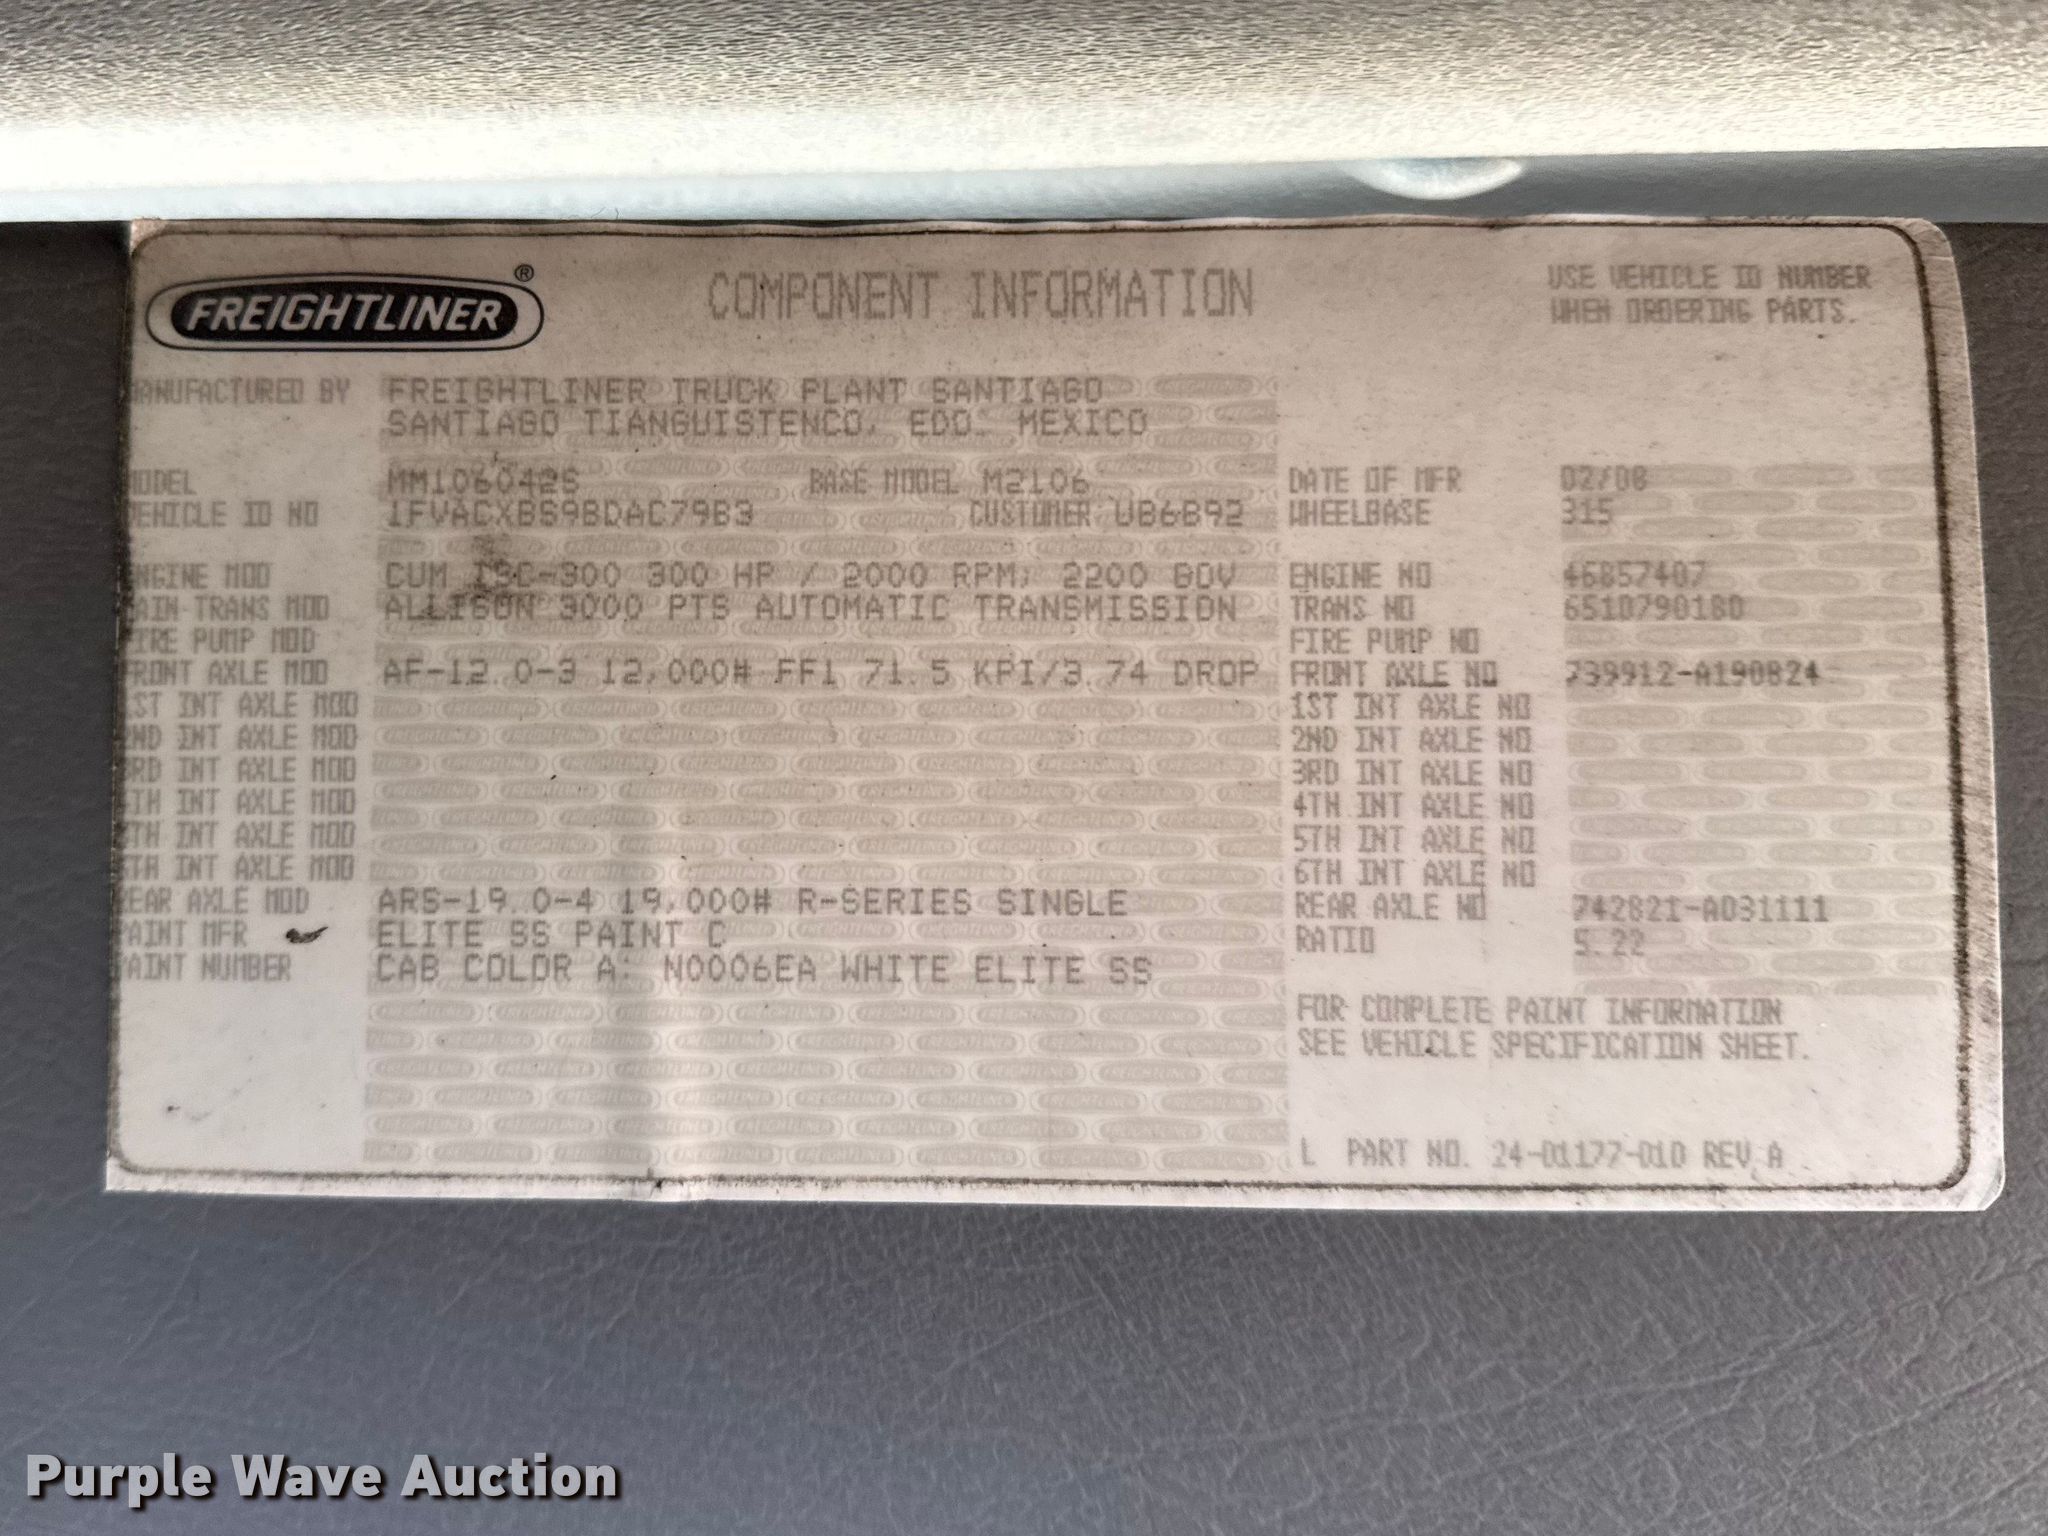 FREIGHTLINER ®
COMPONENT INFORMATION
USE VEHICLE ID NUMBER
WHEN ORDERING PARTS.
MANUFACTURED BY FREIGHTLINER TRUCK PLANT SANTIAGO
SANTIAGO TIANGUISTENCO, EDO. MEXICO
MODEL MM106042S BASE MODEL M2106 DATE OF MFR 02/08
VEHICLE ID NO 1FVACXBS98DAC7983 CUSTOMER UB6892 WHEELBASE 315
ENGINE MOD CUM ISC-300 300 HP / 2000 RPM, 2200 GOV ENGINE NO 46857407
MAIN-TRANS MOD ALLISON 3000 PTS AUTOMATIC TRANSMISSION TRANS NO 6510790180
FIRE PUMP MOD FIRE PUMP NO
FRONT AXLE MOD AF-12.0-3 12,000# FF1 71.5 KPI/3.74 DROP FRONT AXLE NO 739912-A190824
1ST INT AXLE MOD 1ST INT AXLE NO
2ND INT AXLE MOD 2ND INT AXLE NO
3RD INT AXLE MOD 3RD INT AXLE NO
4TH INT AXLE MOD 4TH INT AXLE NO
5TH INT AXLE MOD 5TH INT AXLE NO
6TH INT AXLE MOD 6TH INT AXLE NO
REAR AXLE MOD ARS-19.0-4 19,000# R-SERIES SINGLE REAR AXLE NO 742821-AD31111
PAINT MFR ELITE SS PAINT C RATIO 5.22
PAINT NUMBER CAB COLOR A: N0006EA WHITE ELITE SS
FOR COMPLETE PAINT INFORMATION
SEE VEHICLE SPECIFICATION SHEET.
L PART NO. 24-01177-010 REV A
Purple Wave Auction